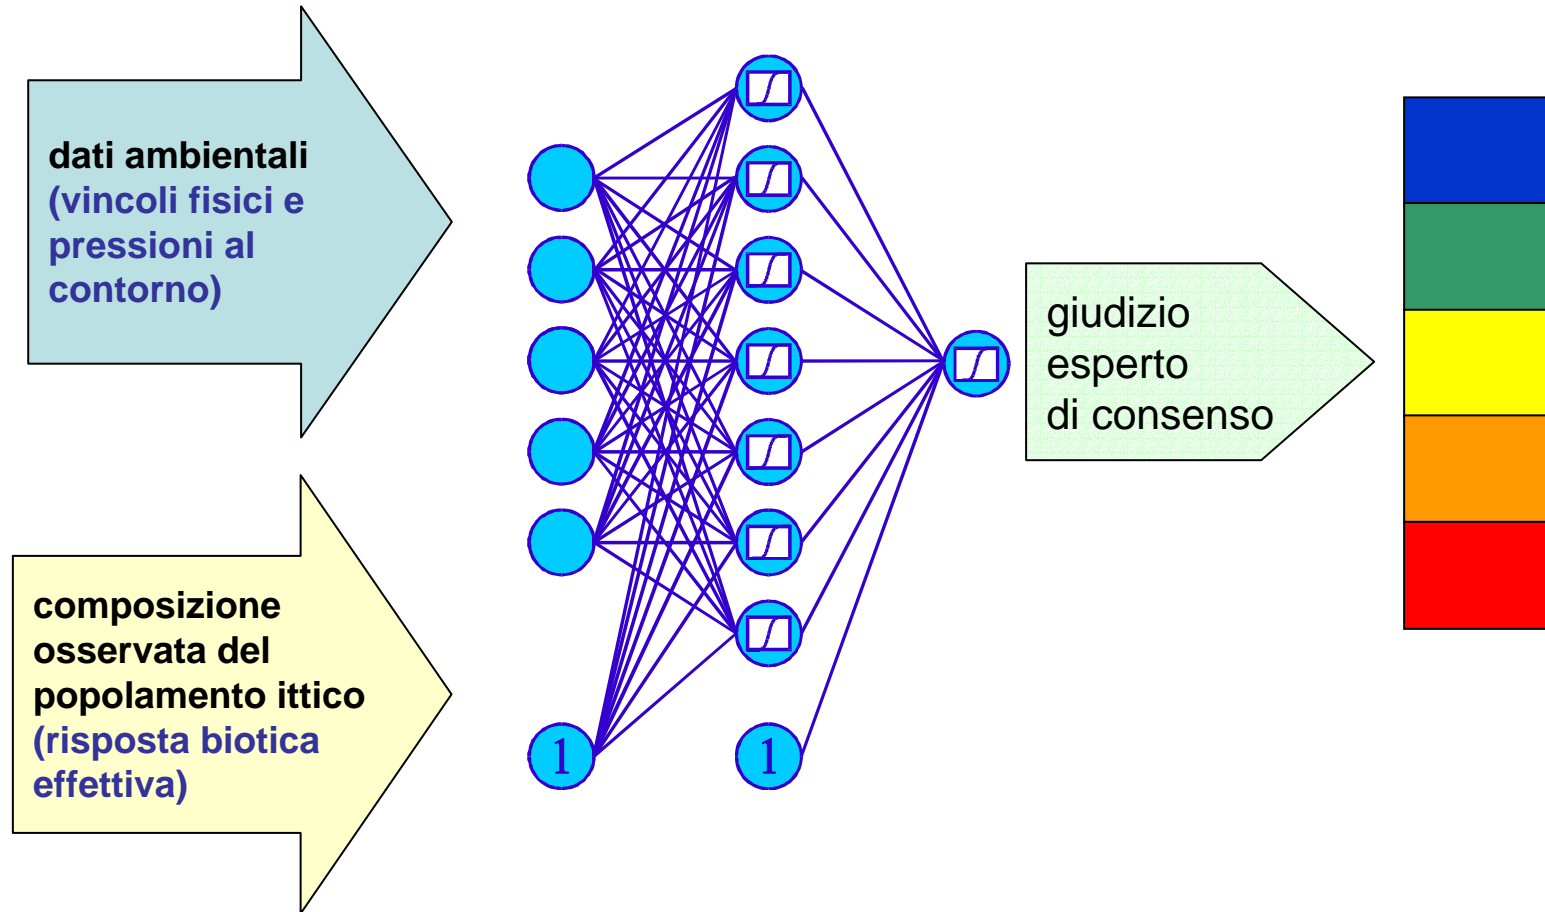 dati ambientali
(vincoli fisici e
pressioni al
contorno)
composizione
osservata del
popolamento ittico
(risposta biotica
effettiva)
1
1
giudizio
esperto
di consenso